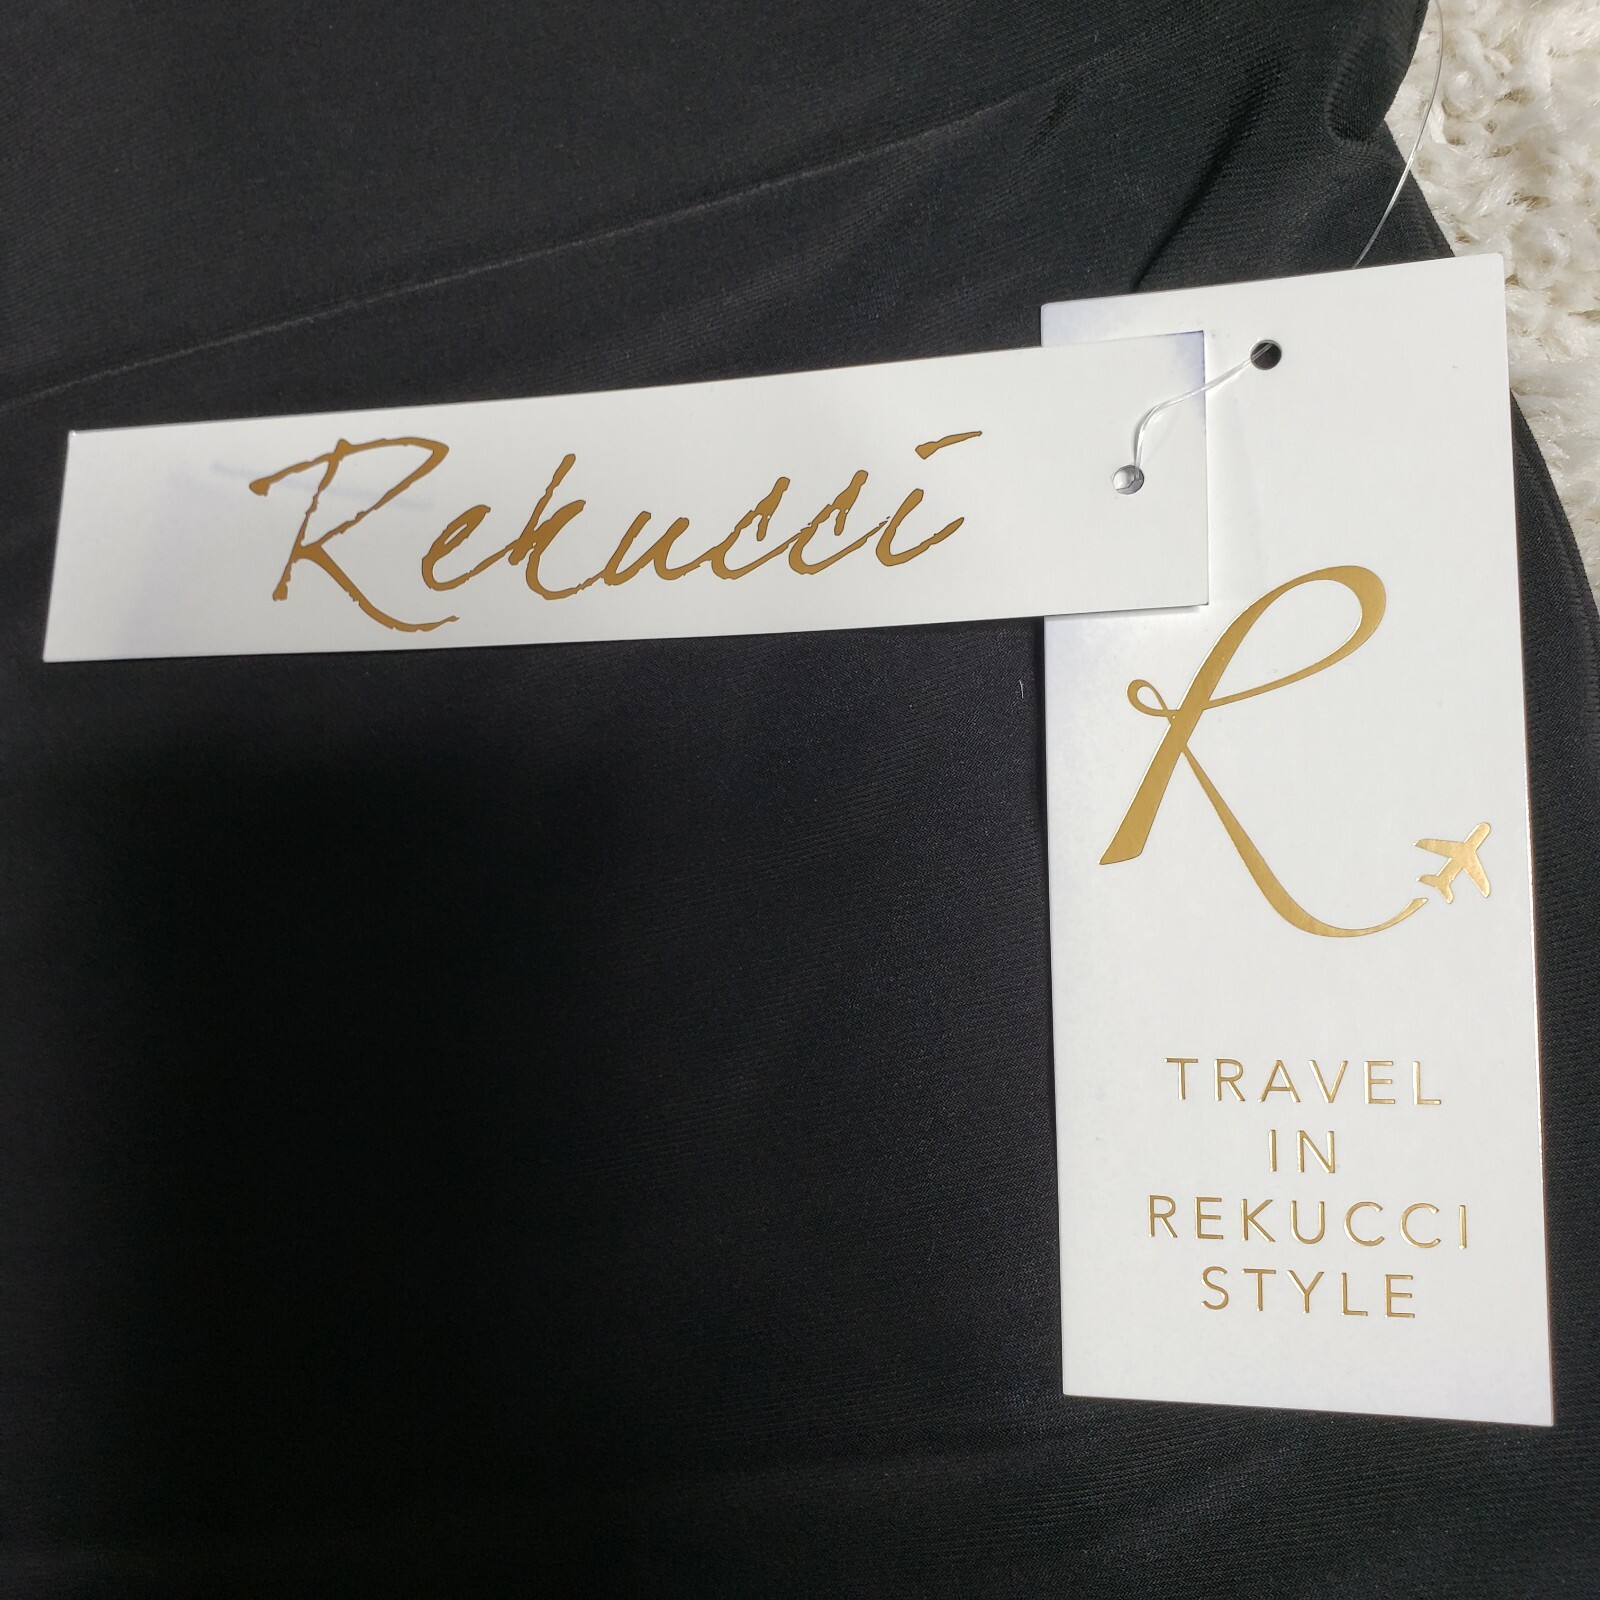 Rekucci
R
TRAVEL
IN
REKUCCI
STYLE